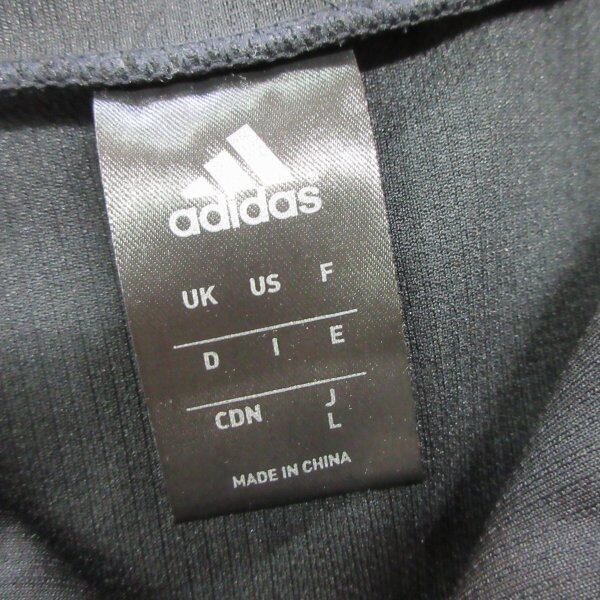 adidas
UK US F
D I E
CDN J
L
MADE IN CHINA